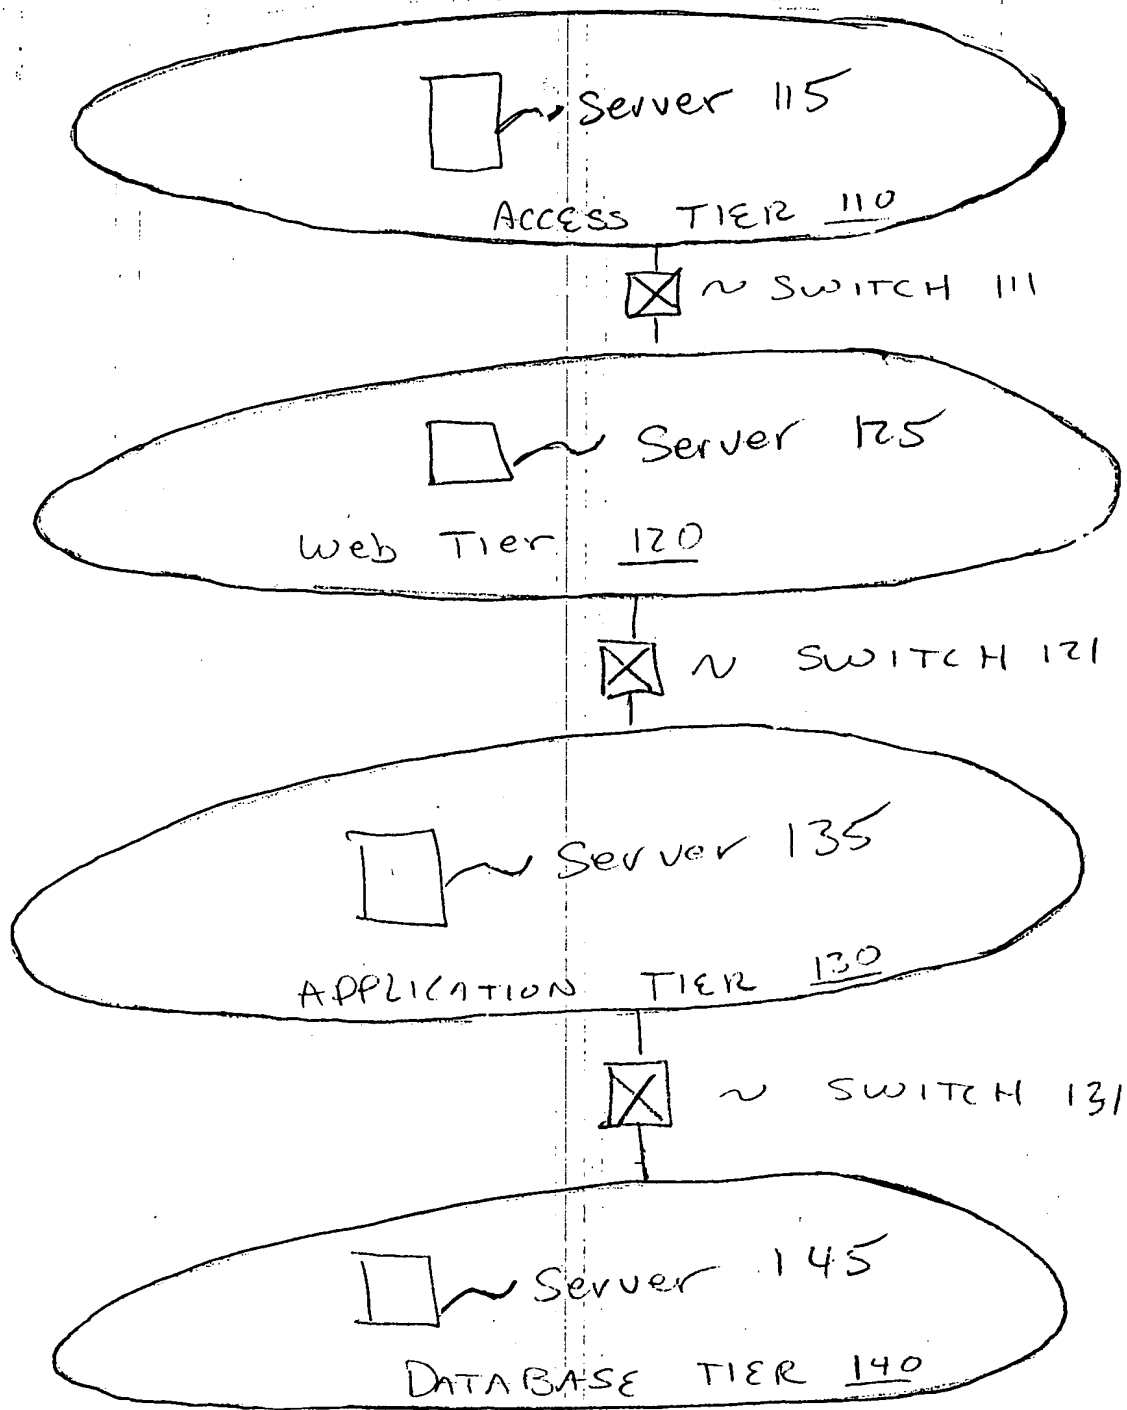 Server 115
ACCESS TIER 110
~ SWITCH 111
Server 125
Web Tier 120
~ SWITCH 121
Server 135
APPLICATION TIER 130
~ SWITCH 131
Server 145
DATABASE TIER 140